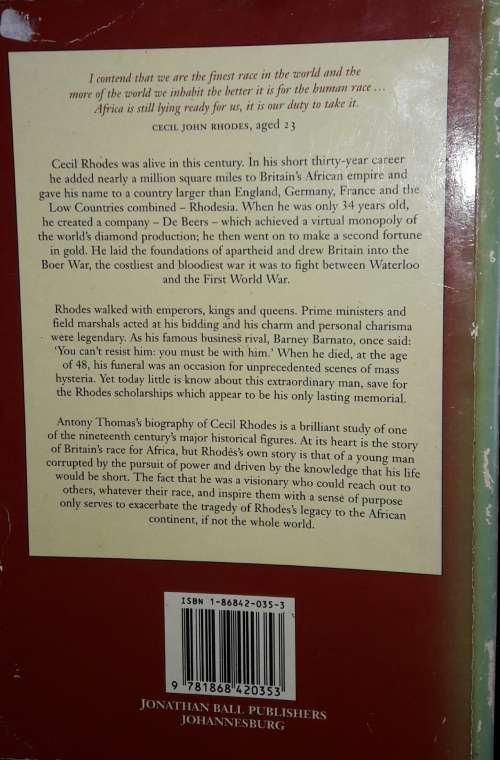 I contend that we are the finest race in the world and the
more of the world we inhabit the better it is for the human race ...
Africa is still lying ready for us, it is our duty to take it.
CECIL JOHN RHODES, aged 23
Cecil Rhodes was alive in this century. In his short thirty-year career
he added nearly a million square miles to Britain's African empire and
gave his name to a country larger than England, Germany, France and the
Low Countries combined – Rhodesia. When he was only 34 years old,
he created a company – De Beers – which achieved a virtual monopoly of
the world's diamond production; he then went on to make a second fortune
in gold. He laid the foundations of apartheid and drew Britain into the
Boer War, the costliest and bloodiest war it was to fight between Waterloo
and the First World War.
Rhodes walked with emperors, kings and queens. Prime ministers and
field marshals acted at his bidding and his charm and personal charisma
were legendary. As his famous business rival, Barney Barnato, once said:
'You can't resist him: you must be with him.' When he died, at the age
of 48, his funeral was an occasion for unprecedented scenes of mass
hysteria. Yet today little is know about this extraordinary man, save for
the Rhodes scholarships which appear to be his only lasting memorial.
Antony Thomas's biography of Cecil Rhodes is a brilliant study of one
of the nineteenth century's major historical figures. At its heart is the story
of Britain's race for Africa, but Rhodes's own story is that of a young man
corrupted by the pursuit of power and driven by the knowledge that his life
would be short. The fact that he was a visionary who could reach out to
others, whatever their race, and inspire them with a sense of purpose
only serves to exacerbate the tragedy of Rhodes's legacy to the African
continent, if not the whole world.
ISBN 1-86842-035-3
9 781868 420353
JONATHAN BALL PUBLISHERS
JOHANNESBURG